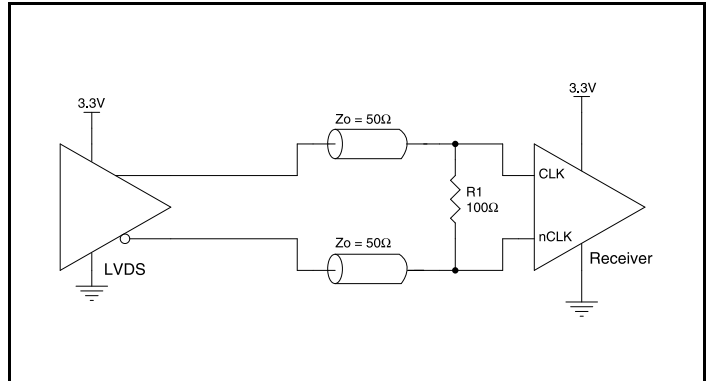 3.3V
3.3V
Zo = 50Ω
CLK
R1
100Ω
nCLK
Zo = 50Ω
Receiver
LVDS